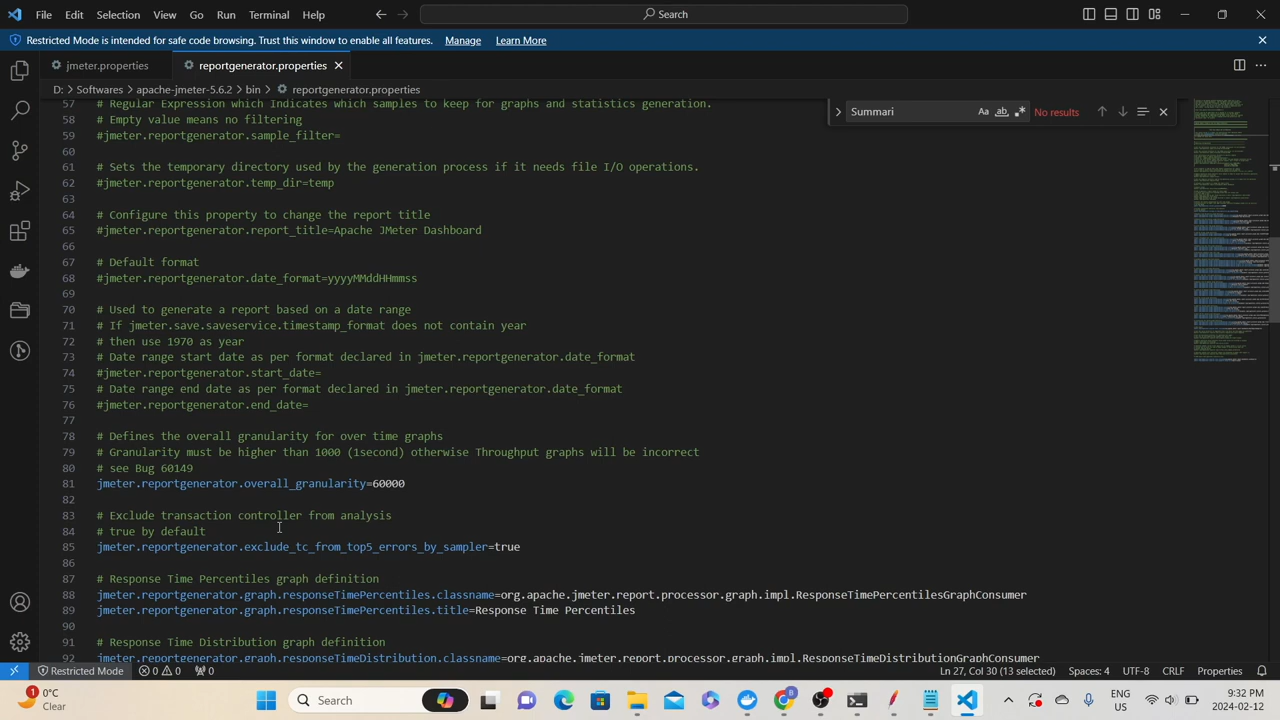 File Edit Selection View Go Run Terminal Help Search
Restricted Mode is intended for safe code browsing. Trust this window to enable all features. Manage Learn More
jmeter.properties reportgenerator.properties
D: > Softwares > apache-jmeter-5.6.2 > bin > reportgenerator.properties
Summari Aa ab No results
57 # Regular Expression which Indicates which samples to keep for graphs and statistics generation.
58 # Empty value means no filtering
59 #jmeter.reportgenerator.sample_filter=
60
61 # Sets the temporary directory used by the generation process if it needs file I/O operations.
62 #jmeter.reportgenerator.temp_dir=temp
63
64 # Configure this property to change the report title
65 #jmeter.reportgenerator.report_title=Apache JMeter Dashboard
66
67 # Default format
68 #jmeter.reportgenerator.date_format=yyyyMMddHHmmss
69
70 # Used to generate a report based on a date range
71 # If jmeter.save.saveservice.timestamp_format does not contain year
72 # then use 1970 as year
73 # Date range start date as per format declared in jmeter.reportgenerator.date_format
74 #jmeter.reportgenerator.start_date=
75 # Date range end date as per format declared in jmeter.reportgenerator.date_format
76 #jmeter.reportgenerator.end_date=
77
78 # Defines the overall granularity for over time graphs
79 # Granularity must be higher than 1000 (1second) otherwise Throughput graphs will be incorrect
80 # see Bug 60149
81 jmeter.reportgenerator.overall_granularity=60000
82
83 # Exclude transaction controller from analysis
84 # true by default
85 jmeter.reportgenerator.exclude_tc_from_top5_errors_by_sampler=true
86
87 # Response Time Percentiles graph definition
88 jmeter.reportgenerator.graph.responseTimePercentiles.classname=org.apache.jmeter.report.processor.graph.impl.ResponseTimePercentilesGraphConsumer
89 jmeter.reportgenerator.graph.responseTimePercentiles.title=Response Time Percentiles
90
91 # Response Time Distribution graph definition
92 jmeter.reportgenerator.graph.responseTimeDistribution.classname=org.apache.jmeter.report.processor.graph.impl.ResponseTimeDistributionGraphConsumer
Restricted Mode 0 0 0 Ln 27, Col 30 (13 selected) Spaces: 4 UTF-8 CRLF Properties
1 0°C Clear Search ENG US 9:32 PM 2024-02-12